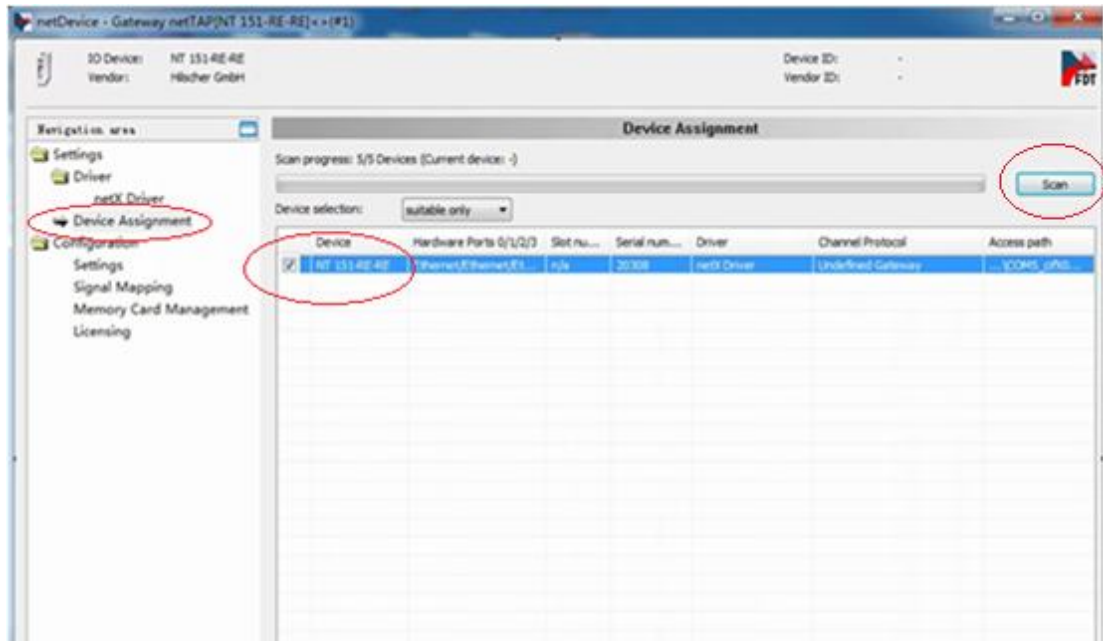 netDevice - Gateway netTAP[NT 151-RE-RE]<>(#1)
IO Device: NT 151-RE-RE Device ID: -
Vendor: Hilscher GmbH Vendor ID: -
FDT
Navigation area
Device Assignment
Settings
Driver
netX Driver
Device Assignment
Configuration
Settings
Signal Mapping
Memory Card Management
Licensing
Scan progress: 5/5 Devices (Current device: -)
Scan
Device selection: suitable only
Device Hardware Ports 0/1/2/3 Slot nu... Serial num... Driver Channel Protocol Access path
NT 151-RE-RE Ethernet/Ethernet/Et... n/a 20308 netX Driver Undefined Gateway